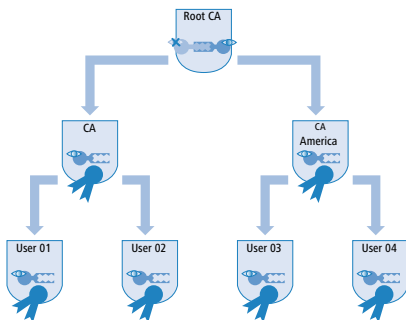 Root CA
CA
CA
America
User 01
User 02
User 03
User 04